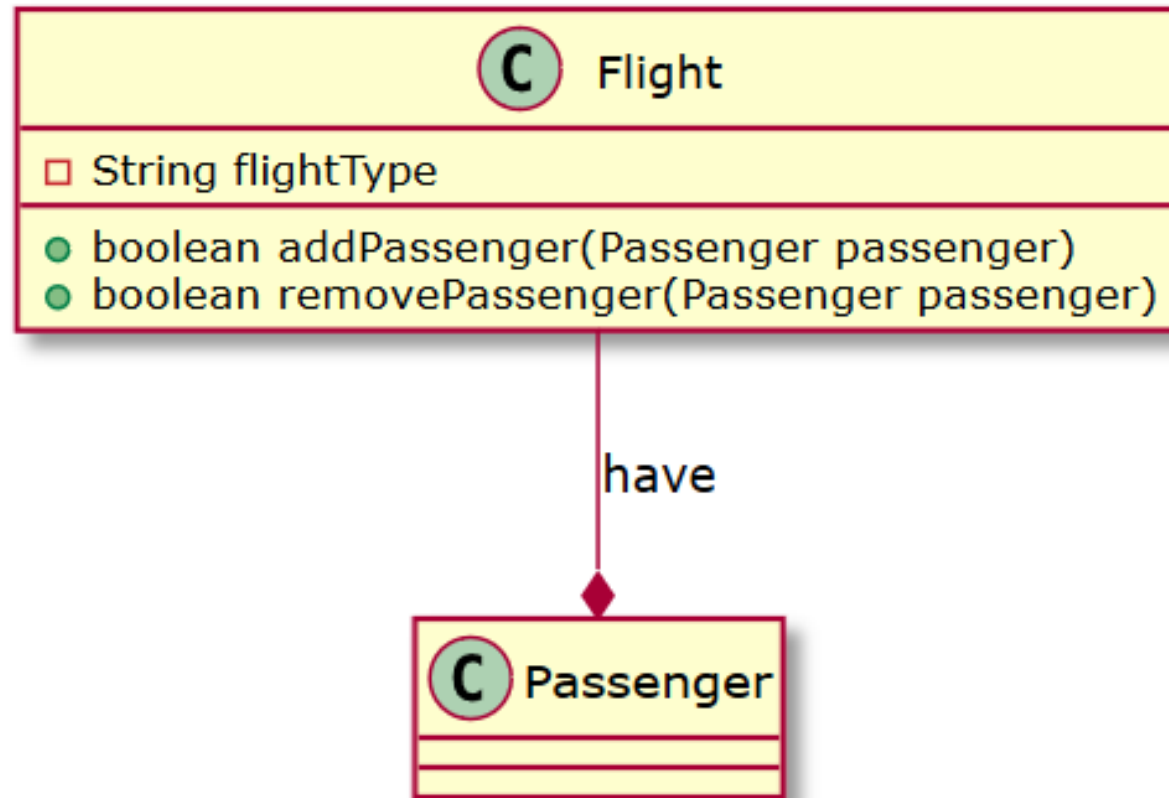 C Flight
String flightType
boolean addPassenger(Passenger passenger)
boolean removePassenger(Passenger passenger)
have
C Passenger